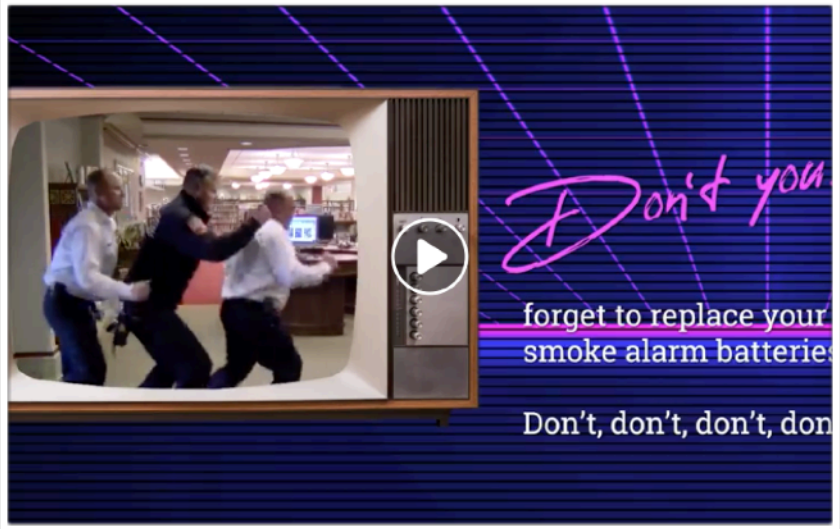 Don't you
forget to replace your
smoke alarm batteries
Don't, don't, don't, don